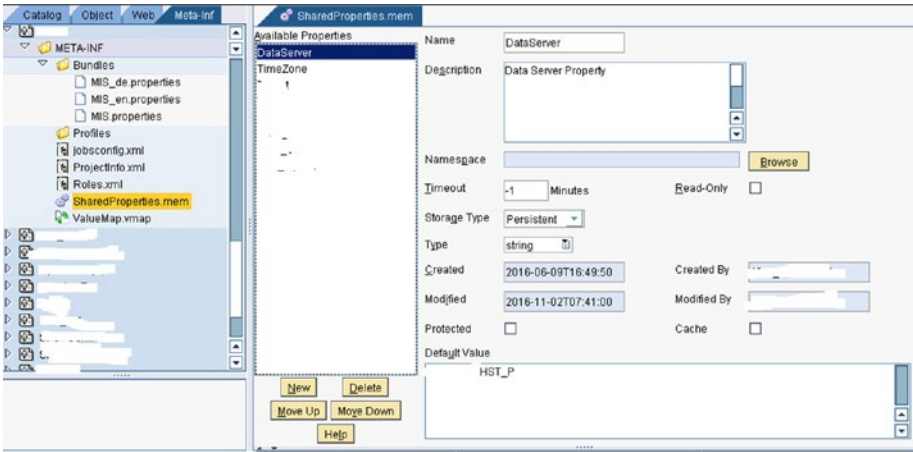 Catalog Object Web Meta-Inf
META-INF
Bundles
MIS_de.properties
MIS_en.properties
MIS.properties
Profiles
jobsconfig.xml
ProjectInfo.xml
Roles.xml
SharedProperties.mem
ValueMap.vmap
SharedProperties.mem
Available Properties
DataServer
TimeZone
New Delete
Move Up Move Down
Help
Name DataServer
Description Data Server Property
Namespace Browse
Timeout -1 Minutes Read-Only
Storage Type Persistent
Type string
Created 2016-06-09T16:49:50 Created By
Modified 2016-11-02T07:41:00 Modified By
Protected Cache
Default Value
HST_P